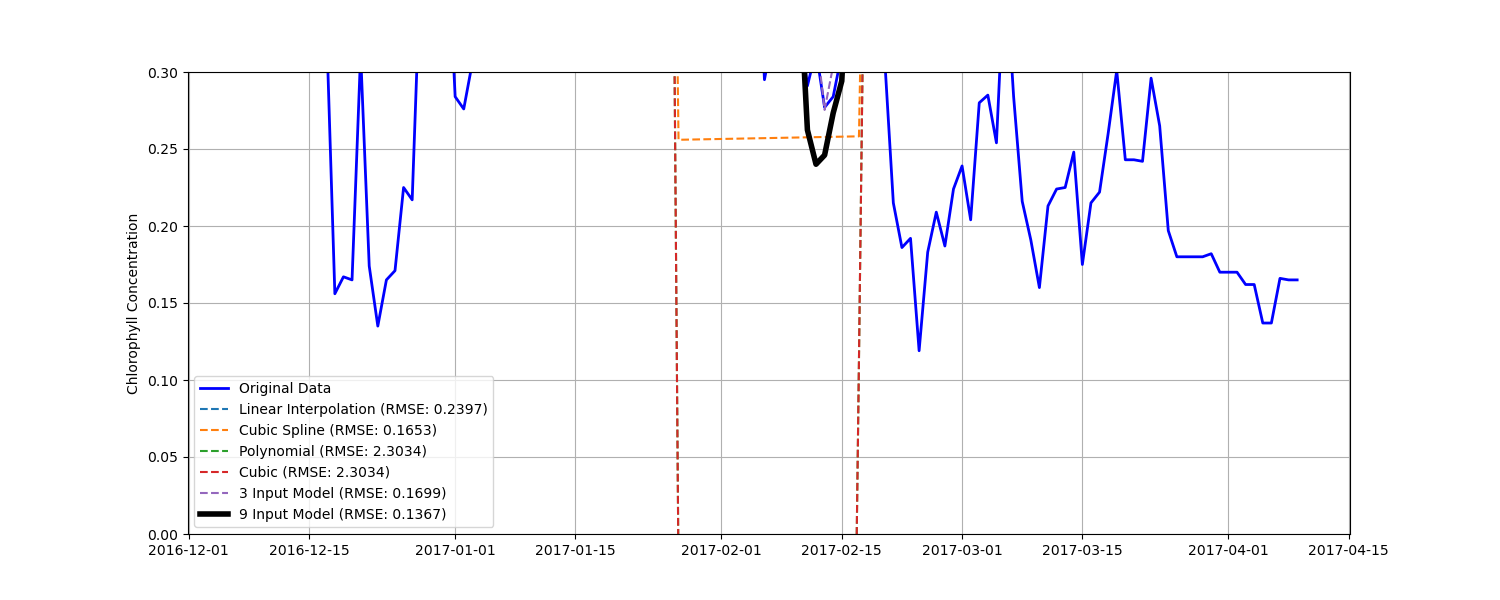 0.30
0.25
0.20
0.15
0.10
0.05
0.00
Chlorophyll Concentration
Original Data
Linear Interpolation (RMSE: 0.2397)
Cubic Spline (RMSE: 0.1653)
Polynomial (RMSE: 2.3034)
Cubic (RMSE: 2.3034)
3 Input Model (RMSE: 0.1699)
9 Input Model (RMSE: 0.1367)
2016-12-01 2016-12-15 2017-01-01 2017-01-15 2017-02-01 2017-02-15 2017-03-01 2017-03-15 2017-04-01 2017-04-15